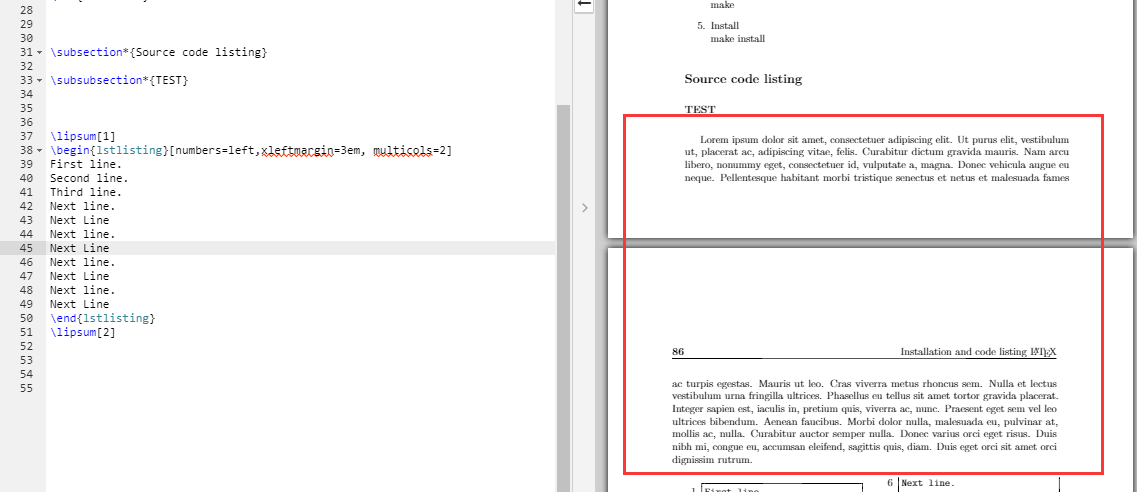 28
29
30
31 \subsection*{Source code listing}
32
33 \subsubsection*{TEST}
34
35
36
37 \lipsum[1]
38 \begin{lstlisting}[numbers=left,xleftmargin=3em, multicols=2]
39 First line.
40 Second line.
41 Third line.
42 Next line.
43 Next Line
44 Next line.
45 Next Line
46 Next line.
47 Next Line
48 Next line.
49 Next Line
50 \end{lstlisting}
51 \lipsum[2]
52
53
54
55
make
5. Install
make install
Source code listing
TEST
Lorem ipsum dolor sit amet, consectetuer adipiscing elit. Ut purus elit, vestibulum
ut, placerat ac, adipiscing vitae, felis. Curabitur dictum gravida mauris. Nam arcu
libero, nonummy eget, consectetuer id, vulputate a, magna. Donec vehicula augue eu
neque. Pellentesque habitant morbi tristique senectus et netus et malesuada fames
86 Installation and code listing LATEX
ac turpis egestas. Mauris ut leo. Cras viverra metus rhoncus sem. Nulla et lectus
vestibulum urna fringilla ultrices. Phasellus eu tellus sit amet tortor gravida placerat.
Integer sapien est, iaculis in, pretium quis, viverra ac, nunc. Praesent eget sem vel leo
ultrices bibendum. Aenean faucibus. Morbi dolor nulla, malesuada eu, pulvinar at,
mollis ac, nulla. Curabitur auctor semper nulla. Donec varius orci eget risus. Duis
nibh mi, congue eu, accumsan eleifend, sagittis quis, diam. Duis eget orci sit amet orci
dignissim rutrum.
1 First line.
6 Next line.